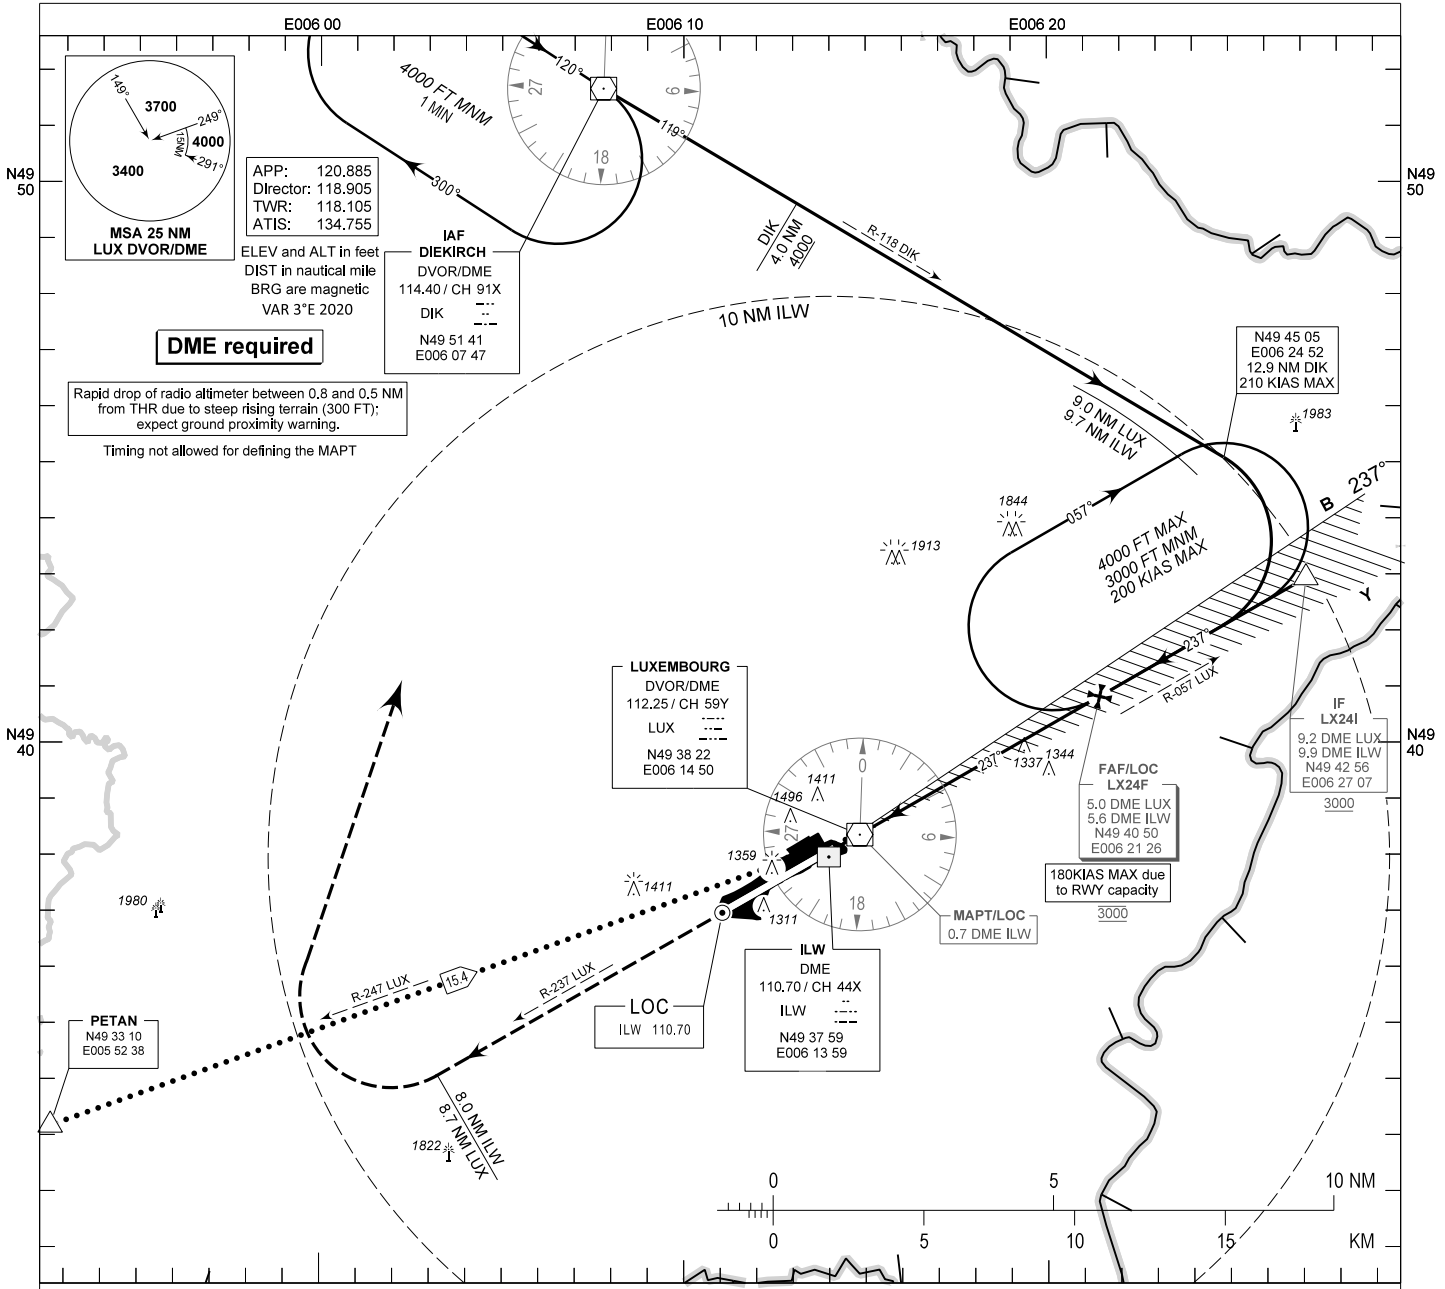 E006 00
E006 10
E006 20
149°
3700
249°
15NM
4000
291°
3400
MSA 25 NM
LUX DVOR/DME
APP: 120.885
Director: 118.905
TWR: 118.105
ATIS: 134.755
ELEV and ALT in feet
DIST in nautical mile
BRG are magnetic
VAR 3°E 2020
DME required
Rapid drop of radio altimeter between 0.8 and 0.5 NM
from THR due to steep rising terrain (300 FT);
expect ground proximity warning.
Timing not allowed for defining the MAPT
4000 FT MNM
1 MIN
120°
27
9
18
119°
300°
IAF
DIEKIRCH
DVOR/DME
114.40 / CH 91X
DIK
N49 51 41
E006 07 47
N49
50
N49
50
DIK
4.0 NM
4000
R-118 DIK
10 NM ILW
N49 45 05
E006 24 52
12.9 NM DIK
210 KIAS MAX
1983
9.0 NM LUX
9.7 NM ILW
237°
B
Y
057°
4000 FT MAX
3000 FT MNM
200 KIAS MAX
1844
1913
237°
R-057 LUX
LUXEMBOURG
DVOR/DME
112.25 / CH 59Y
LUX
N49 38 22
E006 14 50
IF
LX24I
9.2 DME LUX
9.9 DME ILW
N49 42 56
E006 27 07
3000
N49
40
N49
40
237°
1337
1344
FAF/LOC
LX24F
5.0 DME LUX
5.6 DME ILW
N49 40 50
E006 21 26
180KIAS MAX due
to RWY capacity
3000
0
9
18
27
1411
1496
1359
1411
1311
MAPT/LOC
0.7 DME ILW
ILW
DME
110.70 / CH 44X
ILW
N49 37 59
E006 13 59
LOC
ILW 110.70
1980
R-247 LUX
15.4
R-237 LUX
PETAN
N49 33 10
E005 52 38
8.0 NM ILW
8.7 NM LUX
1822
0 5 10 NM
0 5 10 15 KM